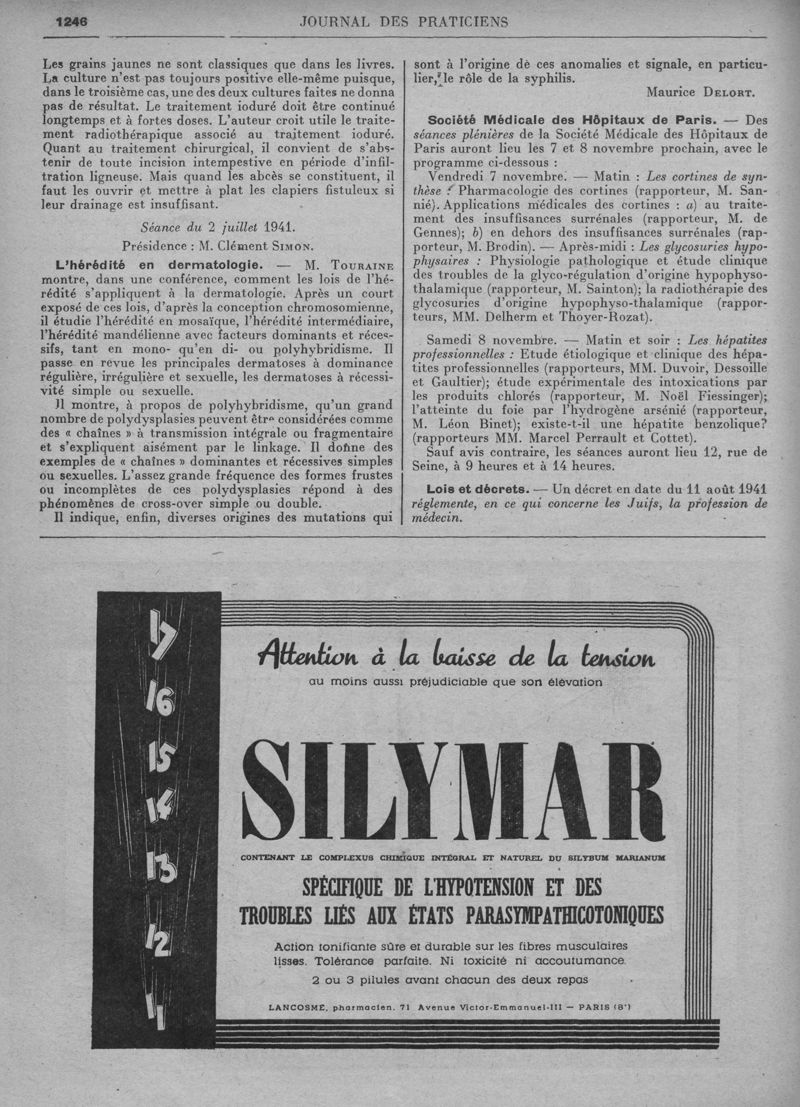 1246
JOURNAL DES PRATICIENS
Les grains jaunes ne sont classiques que dans les livres.
La culture n'est pas toujours positive elle-même puisque,
dans le troisième cas, une des deux cultures faites ne donna
pas de résultat. Le traitement ioduré doit être continué
longtemps et à fortes doses. L'auteur croit utile le traite-
ment radiothérapique associé au traitement ioduré.
Quant au traitement chirurgical, il convient de s'abs-
tenir de toute incision intempestive en période d'infil-
tration ligneuse. Mais quand les abcès se constituent, il
faut les ouvrir et mettre à plat les clapiers fistuleux si
leur drainage est insuffisant.
Séance du 2 juillet 1941.
Présidence : M. Clément SIMON.
L'hérédité en dermatologie. — M. TOURAINE
montre, dans une conférence, comment les lois de l'hé-
rédité s'appliquent à la dermatologie. Après un court
exposé de ces lois, d'après la conception chromosomienne,
il étudie l'hérédité en mosaïque, l'hérédité intermédiaire,
l'hérédité mandélienne avec facteurs dominants et réces-
sifs, tant en mono- qu'en di- ou polyhybridisme. Il
passe en revue les principales dermatoses à dominance
régulière, irrégulière et sexuelle, les dermatoses à récessi-
vité simple ou sexuelle.
Il montre, à propos de polyhybridisme, qu'un grand
nombre de polydysplasies peuvent être considérées comme
des « chaînes » à transmission intégrale ou fragmentaire
et s'expliquent aisément par le linkage. Il donne des
exemples de « chaînes » dominantes et récessives simples
ou sexuelles. L'assez grande fréquence des formes frustes
ou incomplètes de ces polydysplasies répond à des
phénomènes de cross-over simple ou double.
Il indique, enfin, diverses origines des mutations qui
sont à l'origine de ces anomalies et signale, en particu-
lier, le rôle de la syphilis.
Maurice DELORT.
Société Médicale des Hôpitaux de Paris. — Des
séances plénières de la Société Médicale des Hôpitaux de
Paris auront lieu les 7 et 8 novembre prochain, avec le
programme ci-dessous :
Vendredi 7 novembre. — Matin : Les cortines de syn-
thèse : Pharmacologie des cortines (rapporteur, M. San-
nié). Applications médicales des cortines : a) au traite-
ment des insuffisances surrénales (rapporteur, M. de
Gennes); b) en dehors des insuffisances surrénales (rap-
porteur, M. Brodin). — Après-midi : Les glycosuries hypo-
physaires : Physiologie pathologique et étude clinique
des troubles de la glyco-régulation d'origine hypophyso-
thalamique (rapporteur, M. Sainton); la radiothérapie des
glycosuries d'origine hypophyso-thalamique (rappor-
teurs, MM. Delherm et Thoyer-Rozat).
Samedi 8 novembre. — Matin et soir : Les hépatites
professionnelles : Etude étiologique et clinique des hépa-
tites professionnelles (rapporteurs, MM. Duvoir, Dessoille
et Gaultier); étude expérimentale des intoxications par
les produits chlorés (rapporteur, M. Noël Fiessinger);
l'atteinte du foie par l'hydrogène arsénié (rapporteur,
M. Léon Binet); existe-t-il une hépatite benzolique?
(rapporteurs MM. Marcel Perrault et Cottet).
Sauf avis contraire, les séances auront lieu 12, rue de
Seine, à 9 heures et à 14 heures.
Lois et décrets. — Un décret en date du 11 août 1941
réglemente, en ce qui concerne les Juifs, la profession de
médecin.
17
16
15
14
13
12
11
Attention à la baisse de la tension
au moins aussi préjudiciable que son élévation
SILYMAR
CONTENANT LE COMPLEXUS CHIMIQUE INTÉGRAL ET NATUREL DU SILYBUM MARIANUM
SPÉCIFIQUE DE L'HYPOTENSION ET DES
TROUBLES LIÉS AUX ÉTATS PARASYMPATHICOTONIQUES
Action tonifiante sûre et durable sur les fibres musculaires
lisses. Tolérance parfaite. Ni toxicité ni accoutumance.
2 ou 3 pilules avant chacun des deux repas
LANCOSME, pharmacien. 71 Avenue Victor-Emmanuel-III — PARIS (8e)